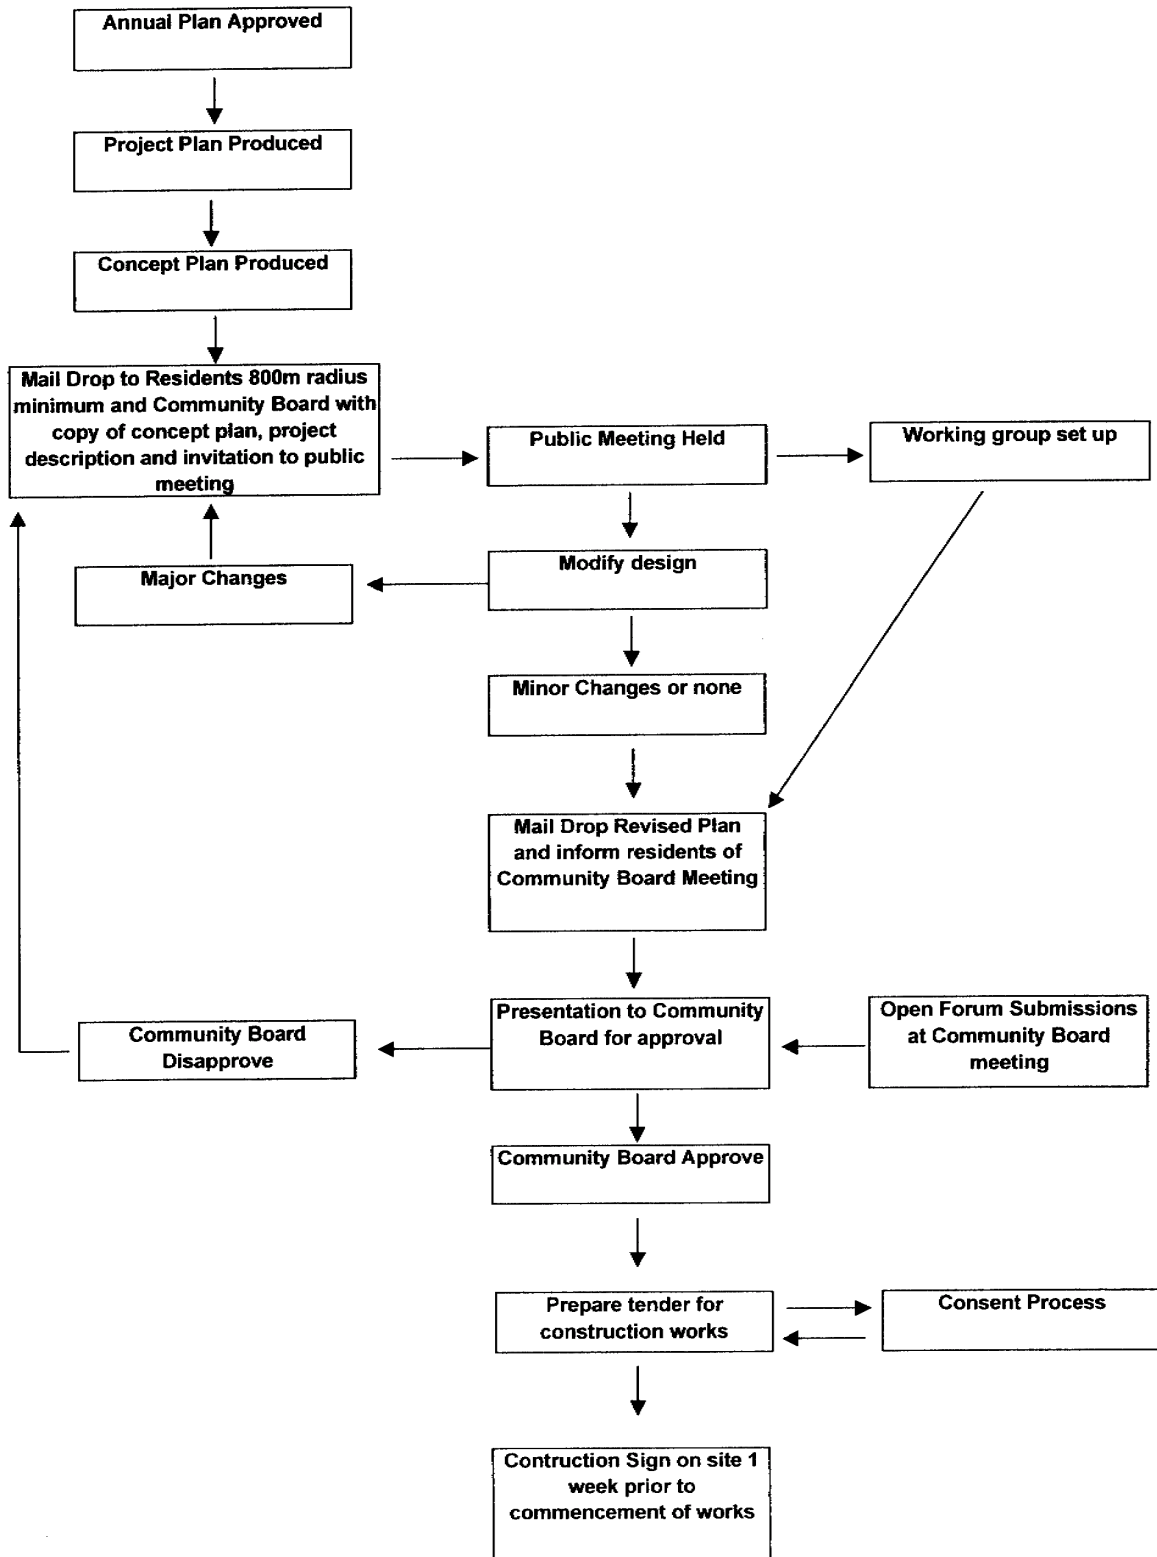 Annual Plan Approved
Project Plan Produced
Concept Plan Produced
Mail Drop to Residents 800m radius
minimum and Community Board with
copy of concept plan, project
description and invitation to public
meeting
Public Meeting Held
Working group set up
Major Changes
Modify design
Minor Changes or none
Mail Drop Revised Plan
and inform residents of
Community Board Meeting
Community Board
Disapprove
Presentation to Community
Board for approval
Open Forum Submissions
at Community Board
meeting
Community Board Approve
Prepare tender for
construction works
Consent Process
Contruction Sign on site 1
week prior to
commencement of works